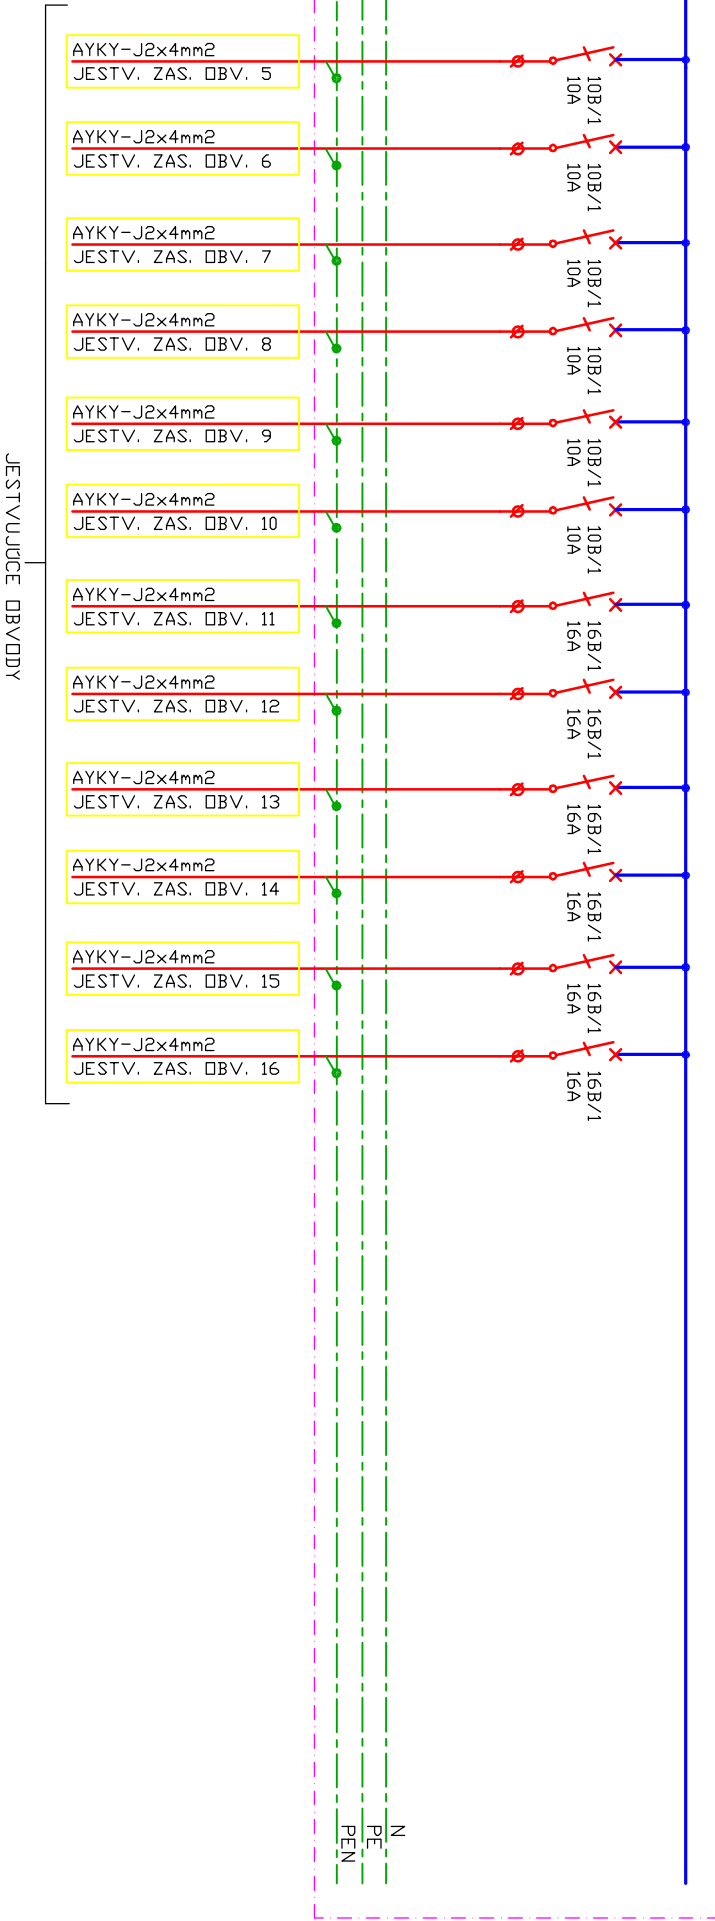 AYKY-J2x4mm2
JESTV. ZAS. OBV. 5
10B/1
10A
AYKY-J2x4mm2
JESTV. ZAS. OBV. 6
10B/1
10A
AYKY-J2x4mm2
JESTV. ZAS. OBV. 7
10B/1
10A
AYKY-J2x4mm2
JESTV. ZAS. OBV. 8
10B/1
10A
AYKY-J2x4mm2
JESTV. ZAS. OBV. 9
10B/1
10A
AYKY-J2x4mm2
JESTV. ZAS. OBV. 10
10B/1
10A
AYKY-J2x4mm2
JESTV. ZAS. OBV. 11
16B/1
16A
AYKY-J2x4mm2
JESTV. ZAS. OBV. 12
16B/1
16A
AYKY-J2x4mm2
JESTV. ZAS. OBV. 13
16B/1
16A
AYKY-J2x4mm2
JESTV. ZAS. OBV. 14
16B/1
16A
AYKY-J2x4mm2
JESTV. ZAS. OBV. 15
16B/1
16A
AYKY-J2x4mm2
JESTV. ZAS. OBV. 16
16B/1
16A
JESTVUJÚCE OBVODY
N
PE
PEN